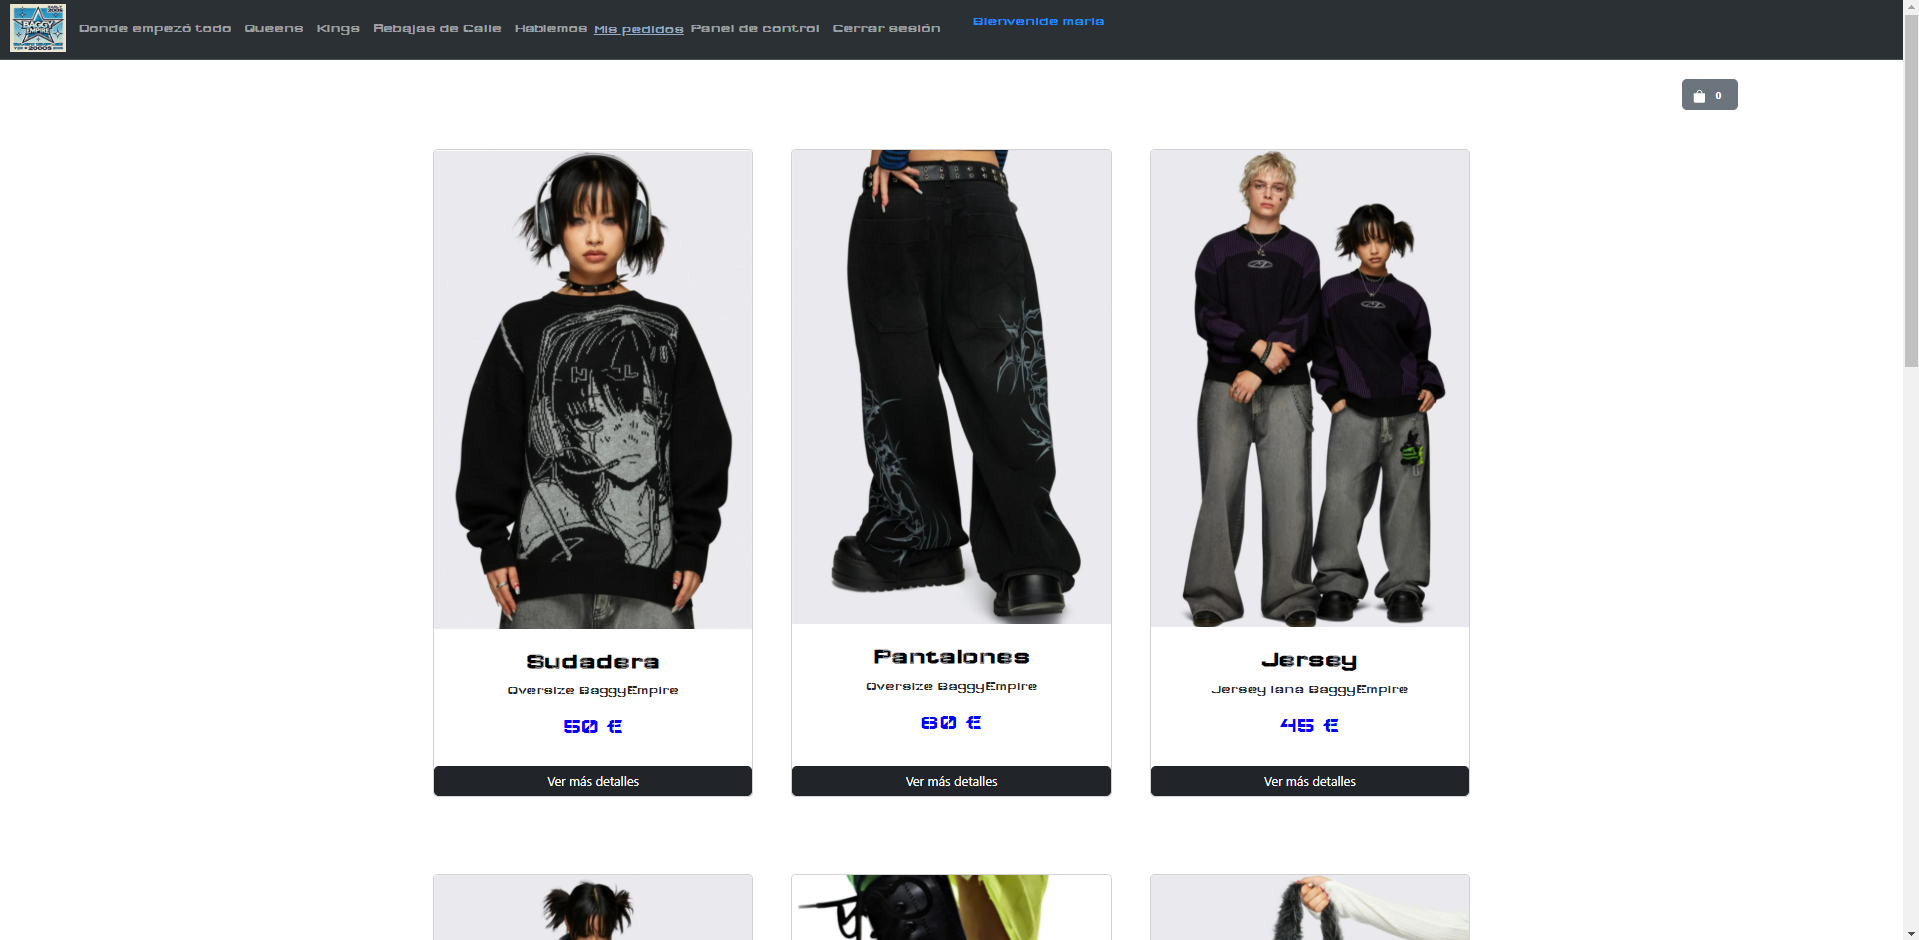 BAGGY
EMPIRE
2000S
Donde empezó todo Queens Kings Rebajas de Calle Hablemos Mis pedidos Panel de control Cerrar sesión Bienvenide maria
0
Sudadera
Oversize BaggyEmpire
50 €
Ver más detalles
Pantalones
Oversize BaggyEmpire
60 €
Ver más detalles
Jersey
Jersey lana BaggyEmpire
45 €
Ver más detalles